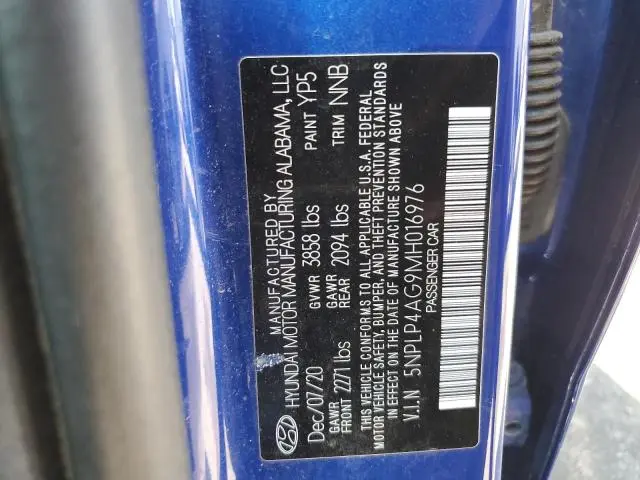 MANUFACTURED BY
HYUNDAI MOTOR MANUFACTURING ALABAMA, LLC
Dec/07/20 GVWR 3858 lbs PAINT YP5
GAWR FRONT 2271 lbs GAWR REAR 2094 lbs TRIM NNB
THIS VEHICLE CONFORMS TO ALL APPLICABLE U.S.A. FEDERAL
MOTOR VEHICLE SAFETY, BUMPER, AND THEFT PREVENTION STANDARDS
IN EFFECT ON THE DATE OF MANUFACTURE SHOWN ABOVE
V.I.N 5NPLP4AG9MH016976
PASSENGER CAR